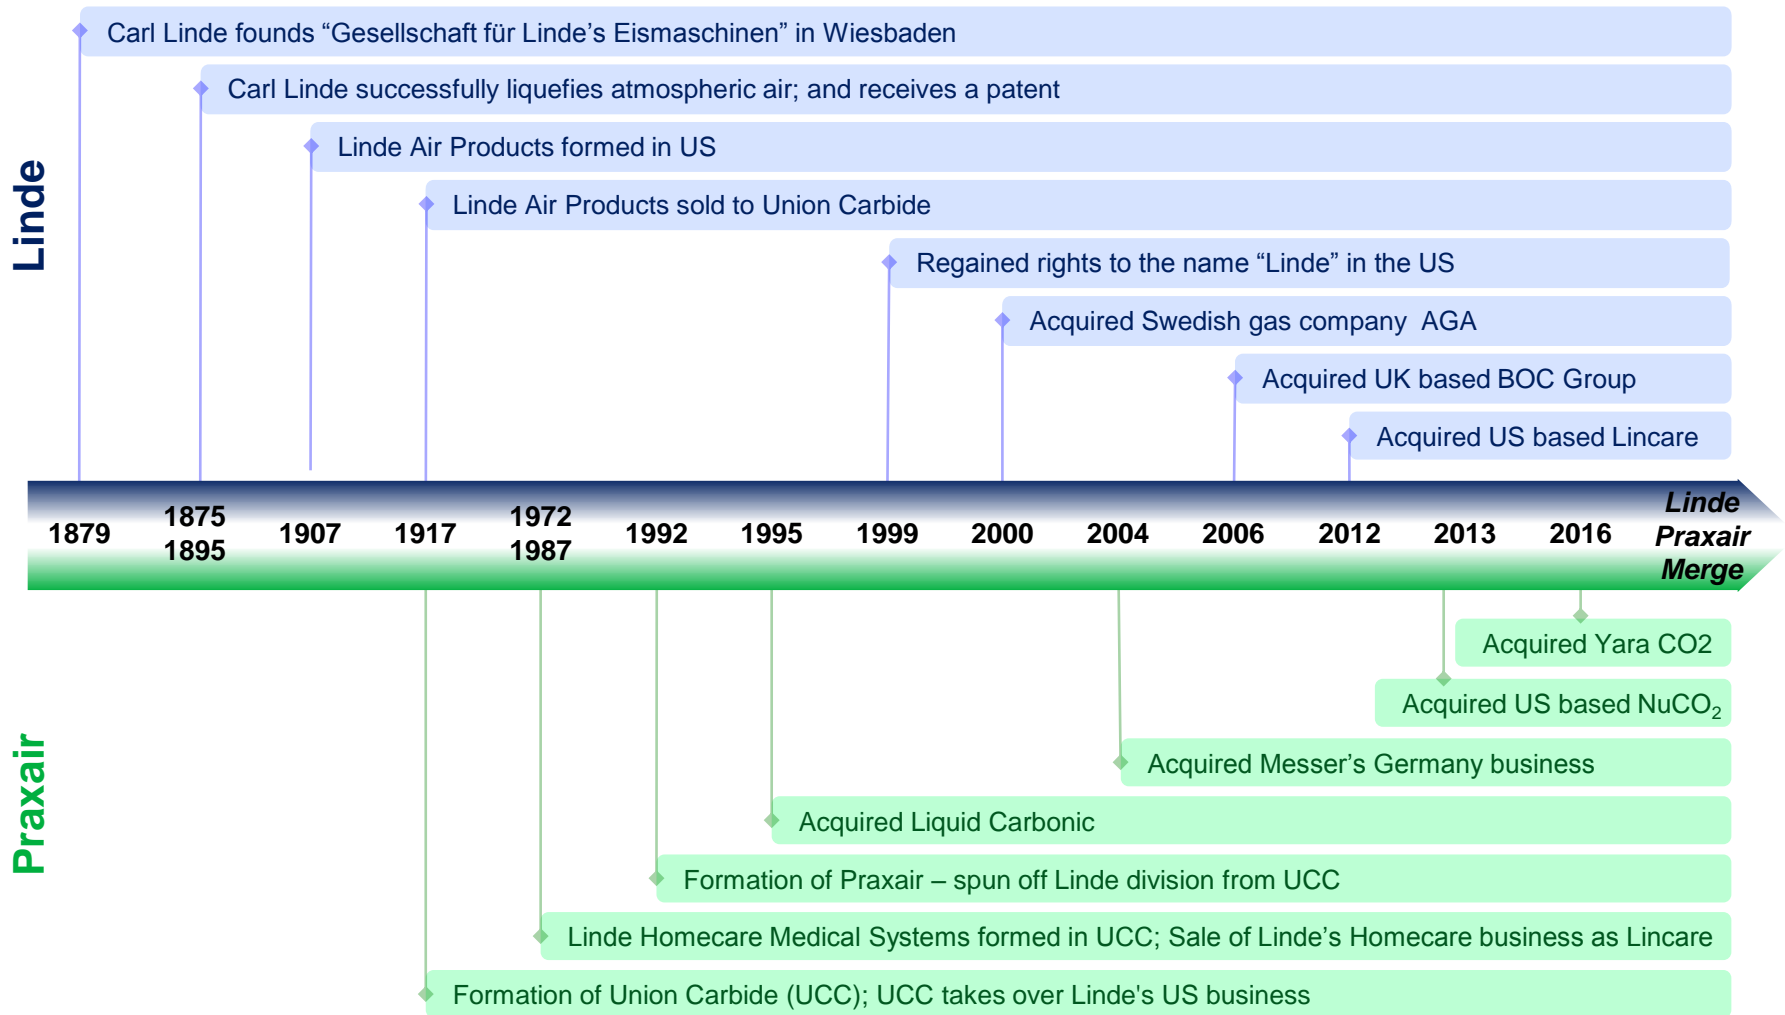 Linde
Carl Linde founds “Gesellschaft für Linde’s Eismaschinen” in Wiesbaden
Carl Linde successfully liquefies atmospheric air; and receives a patent
Linde Air Products formed in US
Linde Air Products sold to Union Carbide
Regained rights to the name “Linde” in the US
Acquired Swedish gas company  AGA
Acquired UK based BOC Group
Acquired US based Lincare
1879
1875
1895
1907
1917
1972
1987
1992
1995
1999
2000
2004
2006
2012
2013
2016
Linde
Praxair
Merge
Praxair
Acquired Yara CO2
Acquired US based NuCO₂
Acquired Messer’s Germany business
Acquired Liquid Carbonic
Formation of Praxair – spun off Linde division from UCC
Linde Homecare Medical Systems formed in UCC; Sale of Linde’s Homecare business as Lincare
Formation of Union Carbide (UCC); UCC takes over Linde's US business